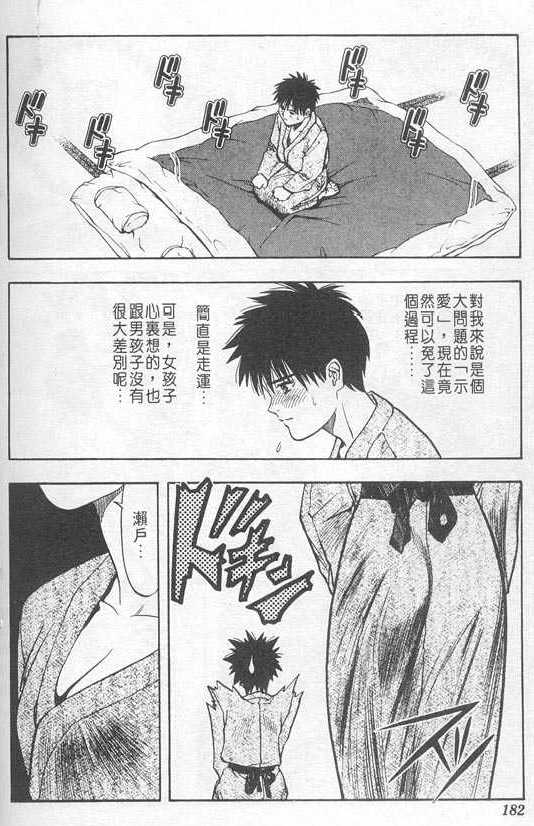 ドキ
ドキ
ドキ
ドキ
ドキ
ドキ
ドキ
對我來說是個
大問題的「示
愛」，現在竟
然可以免了這
個過程……
簡直是走運…
可是，女孩子
心裏想的，也
跟男孩子沒有
很大差別呢…
ドキン
瀨戶…
182